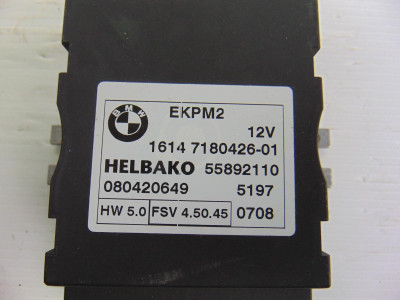 BMW
EKPM2
12V
1614 7180426-01
HELBAKO 55892110
080420649 5197
HW 5.0 FSV 4.50.45 0708